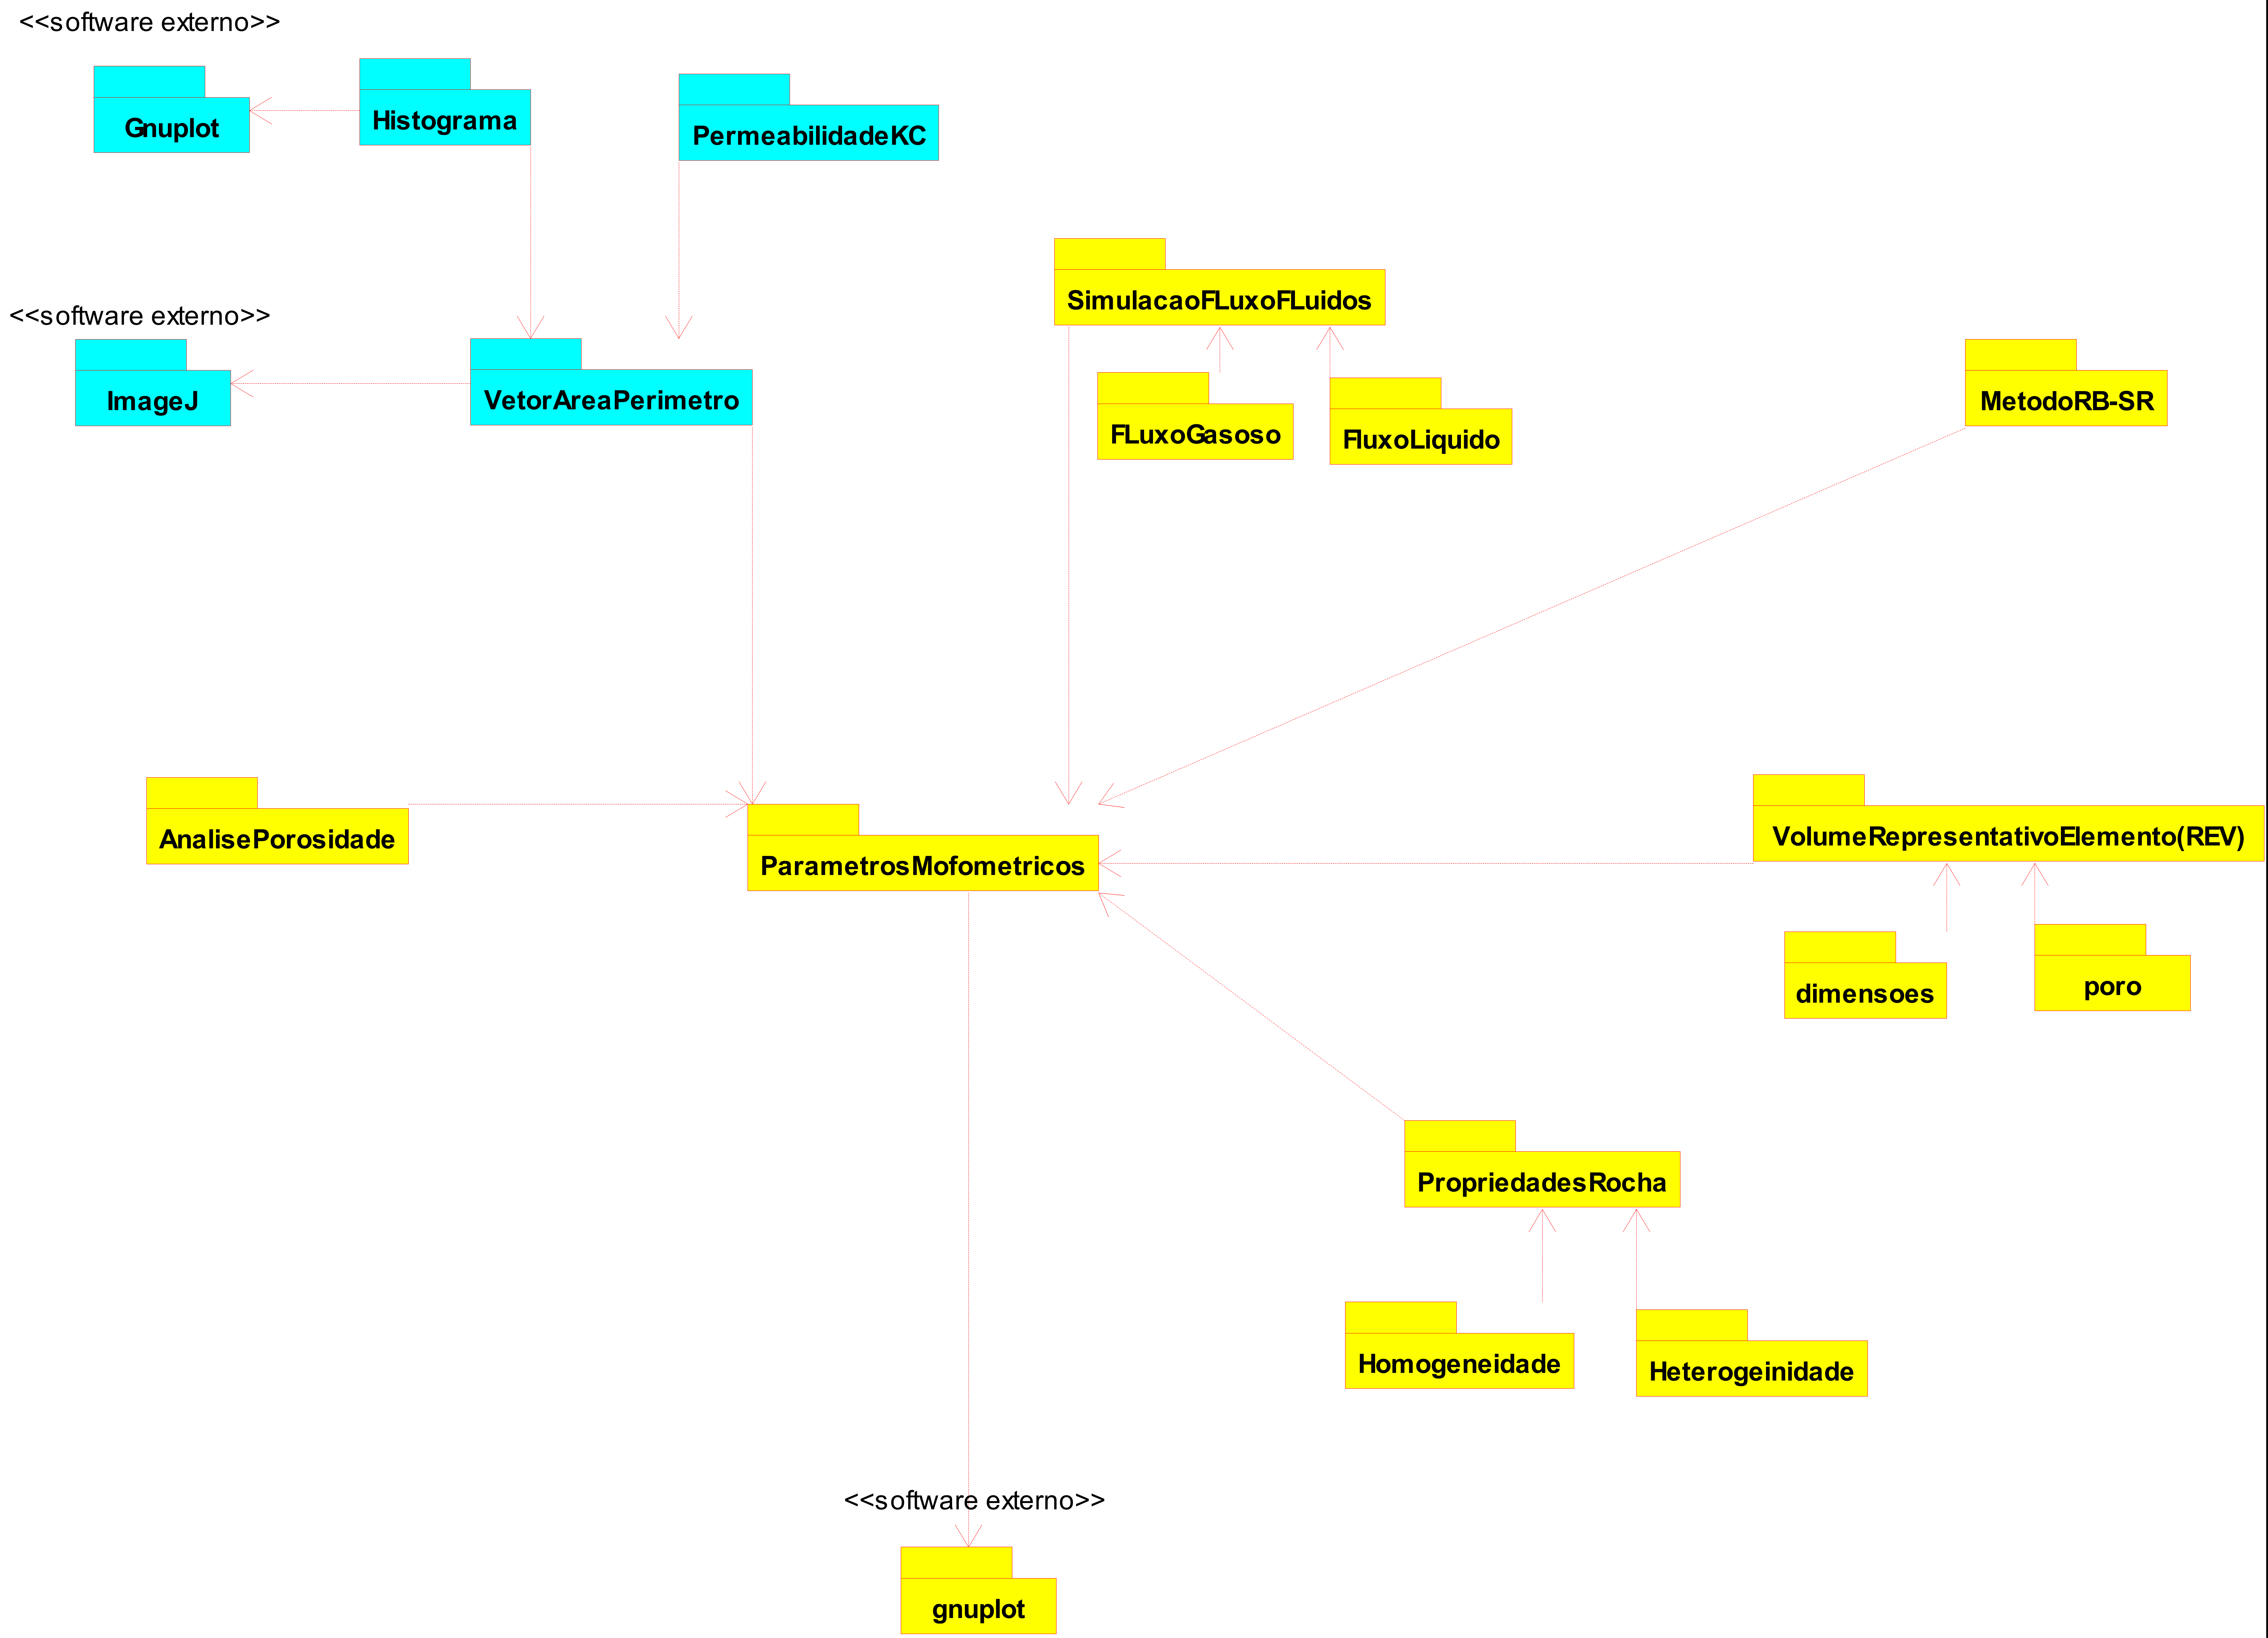 <<software externo>>
Gnuplot
Histograma
PermeabilidadeKC
SimulacaoFLuxoFLuidos
<<software externo>>
ImageJ
VetorAreaPerimetro
FLuxoGasoso
FluxoLiquido
MetodoRB-SR
AnalisePorosidade
ParametrosMofometricos
VolumeRepresentativoElemento(REV)
dimensoes
poro
PropriedadesRocha
Homogeneidade
Heterogeinidade
<<software externo>>
gnuplot